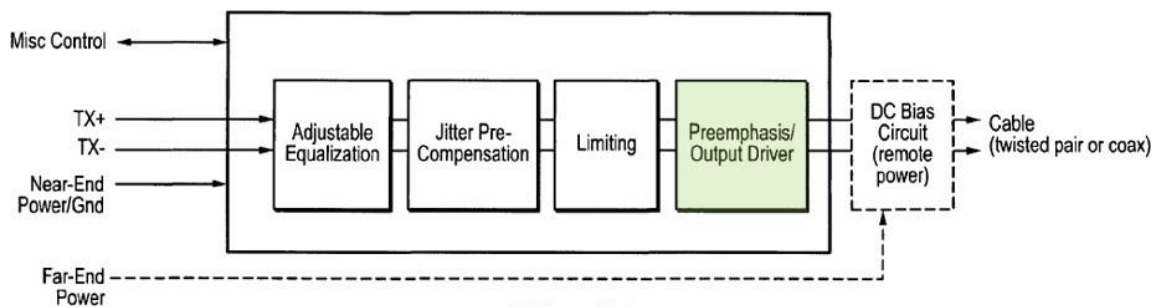 Misc Control
TX+
TX-
Near-End
Power/Gnd
Far-End
Power
Adjustable
Equalization
Jitter Pre-
Compensation
Limiting
Preemphasis/
Output Driver
DC Bias
Circuit
(remote
power)
Cable
(twisted pair or coax)